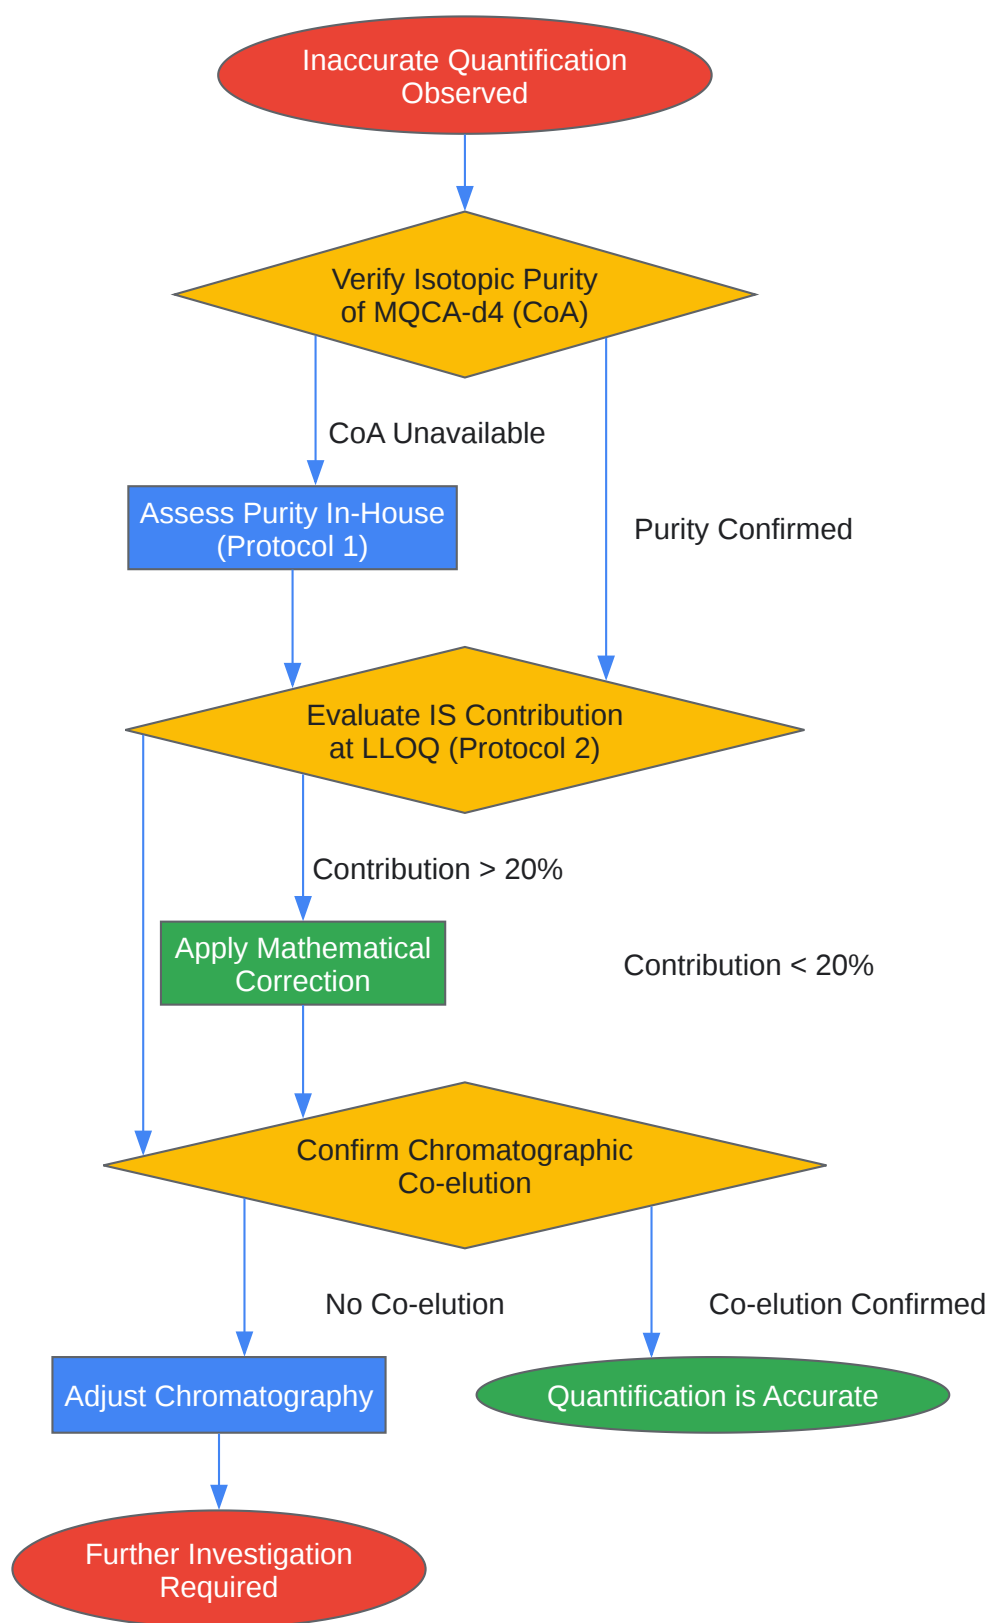 Inaccurate Quantification
Observed
Verify Isotopic Purity
of MQCA-d4 (CoA)
CoA Unavailable
Assess Purity In-House
(Protocol 1)
Purity Confirmed
Evaluate IS Contribution
at LLOQ (Protocol 2)
Contribution > 20%
Apply Mathematical
Correction
Contribution < 20%
Confirm Chromatographic
Co-elution
No Co-elution
Co-elution Confirmed
Adjust Chromatography
Quantification is Accurate
Further Investigation
Required